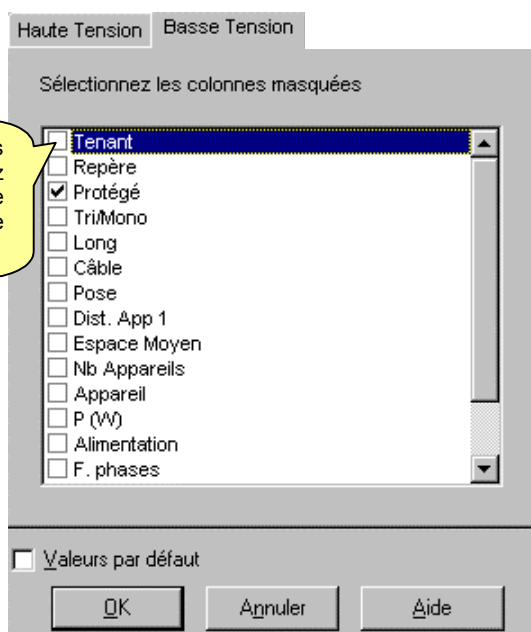 Haute Tension Basse Tension
Sélectionnez les colonnes masquées
Tenant
Repère
Protégé
Tri/Mono
Long
Câble
Pose
Dist. App 1
Espace Moyen
Nb Appareils
Appareil
P (W)
Alimentation
F. phases
Valeurs par défaut
OK Annuler Aide